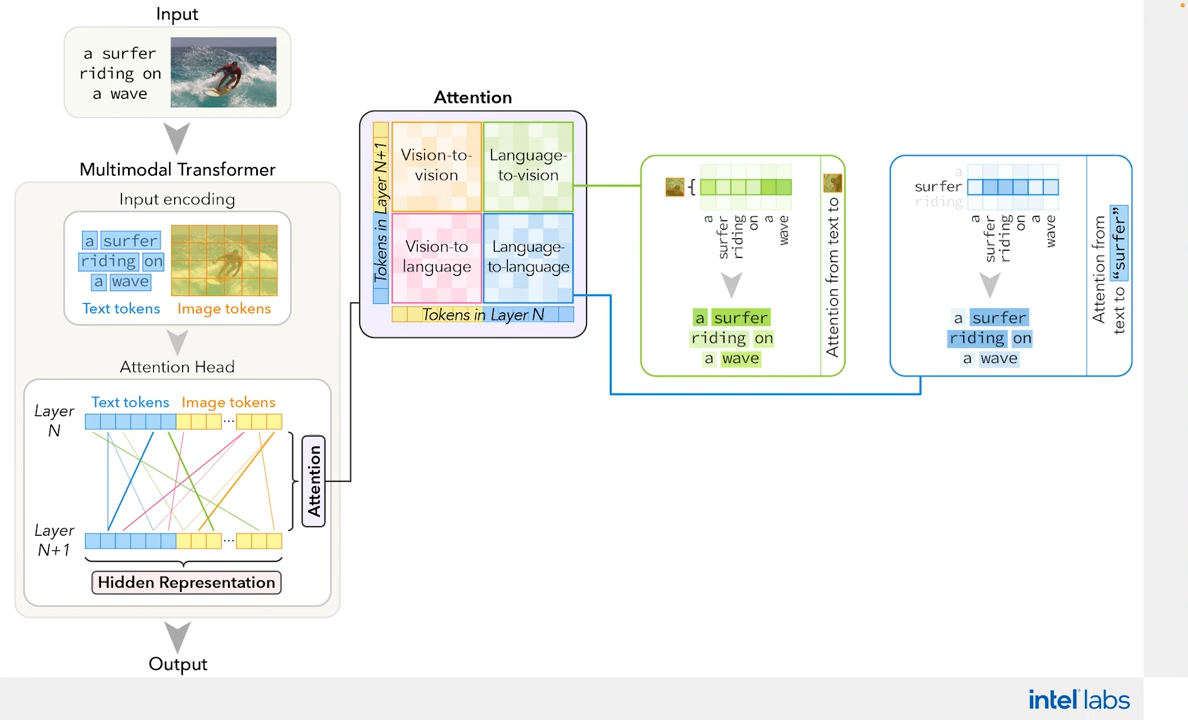 Input
a surfer
riding on
a wave
Multimodal Transformer
Input encoding
a surfer
riding on
a wave
Text tokens
Image tokens
Attention Head
Text tokens
Image tokens
Layer
N
...
Layer
N+1
...
Attention
Hidden Representation
Output
Attention
Tokens in Layer N+1
Vision-to-
vision
Language-
to-vision
Vision-to
language
Language-
to-language
Tokens in Layer N
{
a
surfer
riding
on
a
wave
a surfer
riding on
a wave
Attention from text to
a
surfer
riding
a
surfer
riding
on
a
wave
a surfer
riding on
a wave
Attention from
text to “surfer”
intel labs